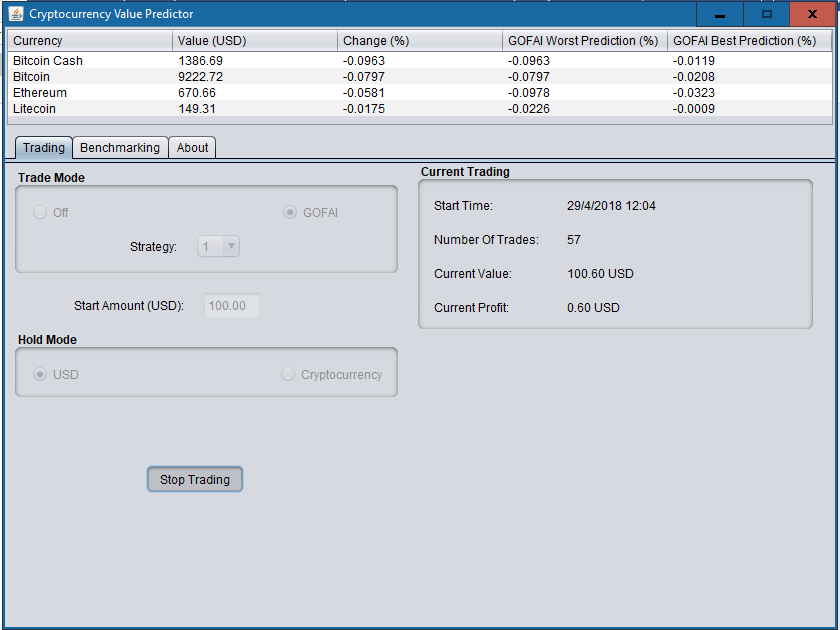 Cryptocurrency Value Predictor
Currency Value (USD) Change (%) GOFAI Worst Prediction (%) GOFAI Best Prediction (%)
Bitcoin Cash 1386.69 -0.0963 -0.0963 -0.0119
Bitcoin 9222.72 -0.0797 -0.0797 -0.0208
Ethereum 670.66 -0.0581 -0.0978 -0.0323
Litecoin 149.31 -0.0175 -0.0226 -0.0009
Trading Benchmarking About
Trade Mode
Off GOFAI
Strategy: 1
Start Amount (USD): 100.00
Hold Mode
USD Cryptocurrency
Stop Trading
Current Trading
Start Time: 29/4/2018 12:04
Number Of Trades: 57
Current Value: 100.60 USD
Current Profit: 0.60 USD